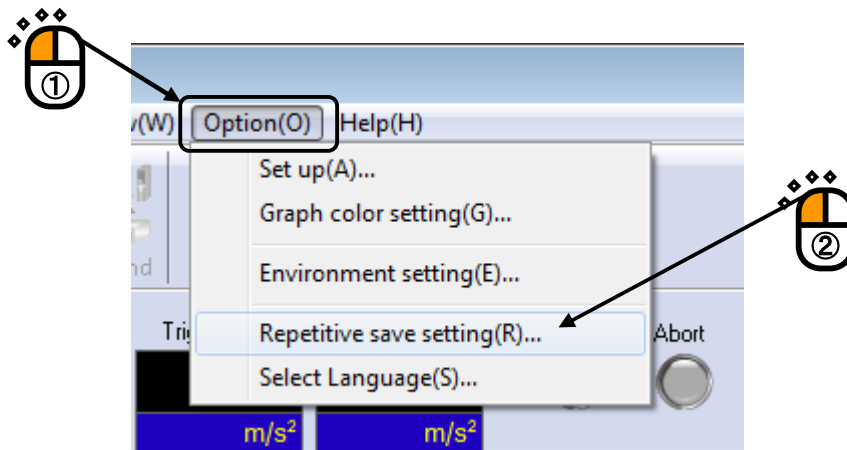 ①
(W) Option(O) Help(H)
Set up(A)...
Graph color setting(G)...
②
Environment setting(E)...
Repetitive save setting(R)...
Abort
Select Language(S)...
m/s² m/s²